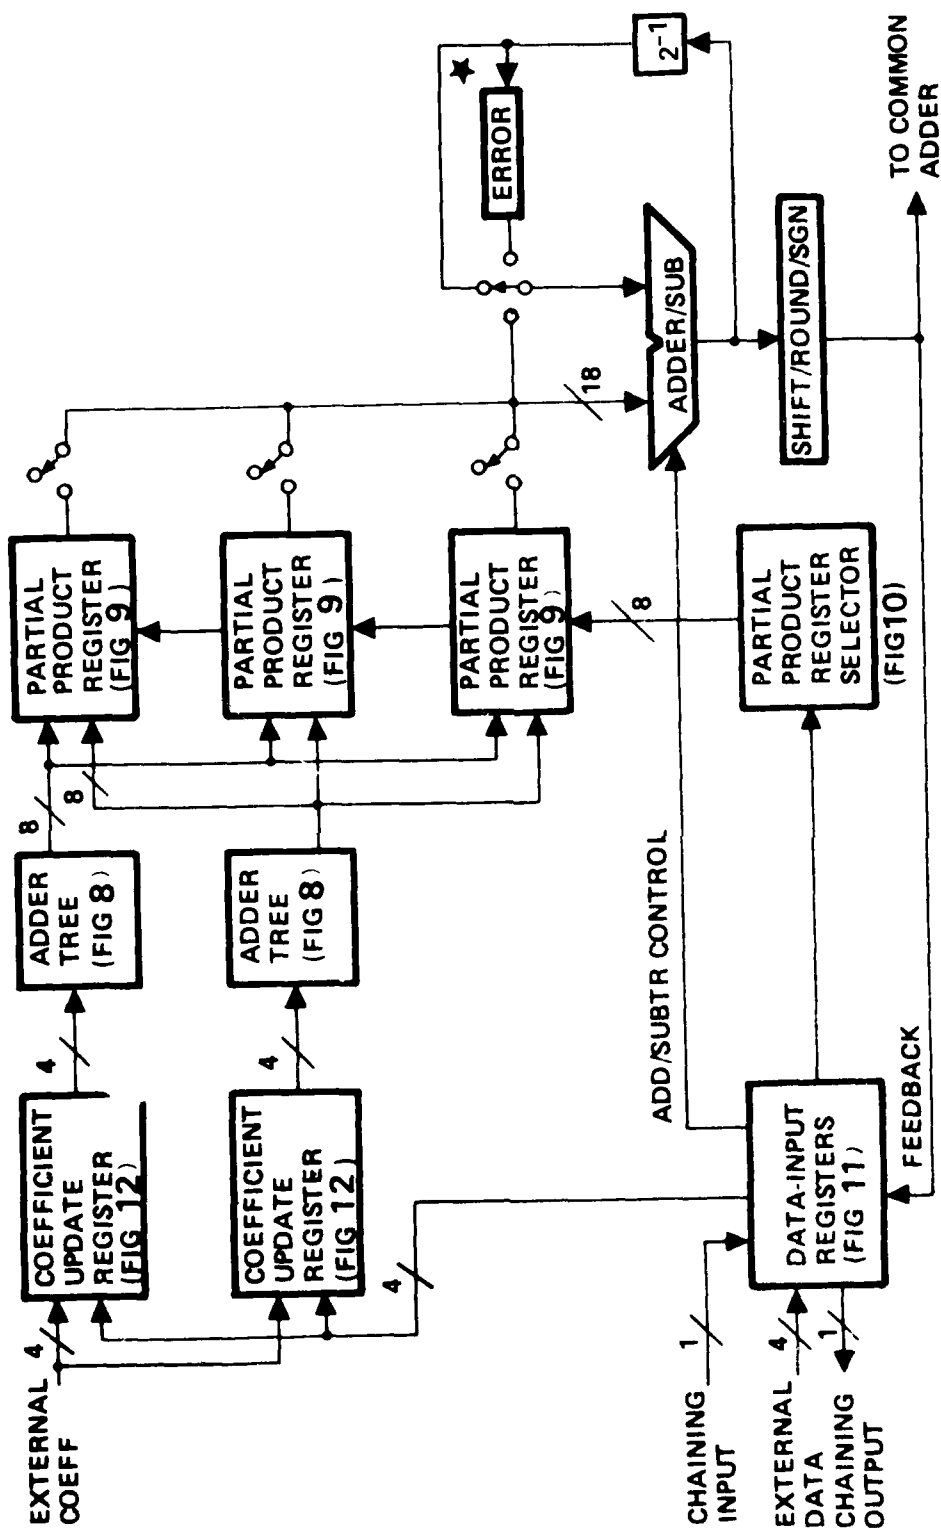 EXTERNAL
COEFF
4
COEFFICIENT
UPDATE
REGISTER
(FIG 12)
4
ADDER
TREE
(FIG 8)
8
8
PARTIAL
PRODUCT
REGISTER
(FIG 9)
COEFFICIENT
UPDATE
REGISTER
(FIG 12)
4
ADDER
TREE
(FIG 8)
PARTIAL
PRODUCT
REGISTER
(FIG 9)
4
PARTIAL
PRODUCT
REGISTER
(FIG 9)
18
ERROR
★
2⁻¹
8
ADD/SUBTR CONTROL
ADDER/SUB
CHAINING
INPUT
1
EXTERNAL
DATA
4
CHAINING
OUTPUT
1
DATA-INPUT
REGISTERS
(FIG 11)
PARTIAL
PRODUCT
REGISTER
SELECTOR
(FIG10)
SHIFT/ROUND/SGN
FEEDBACK
TO COMMON
ADDER